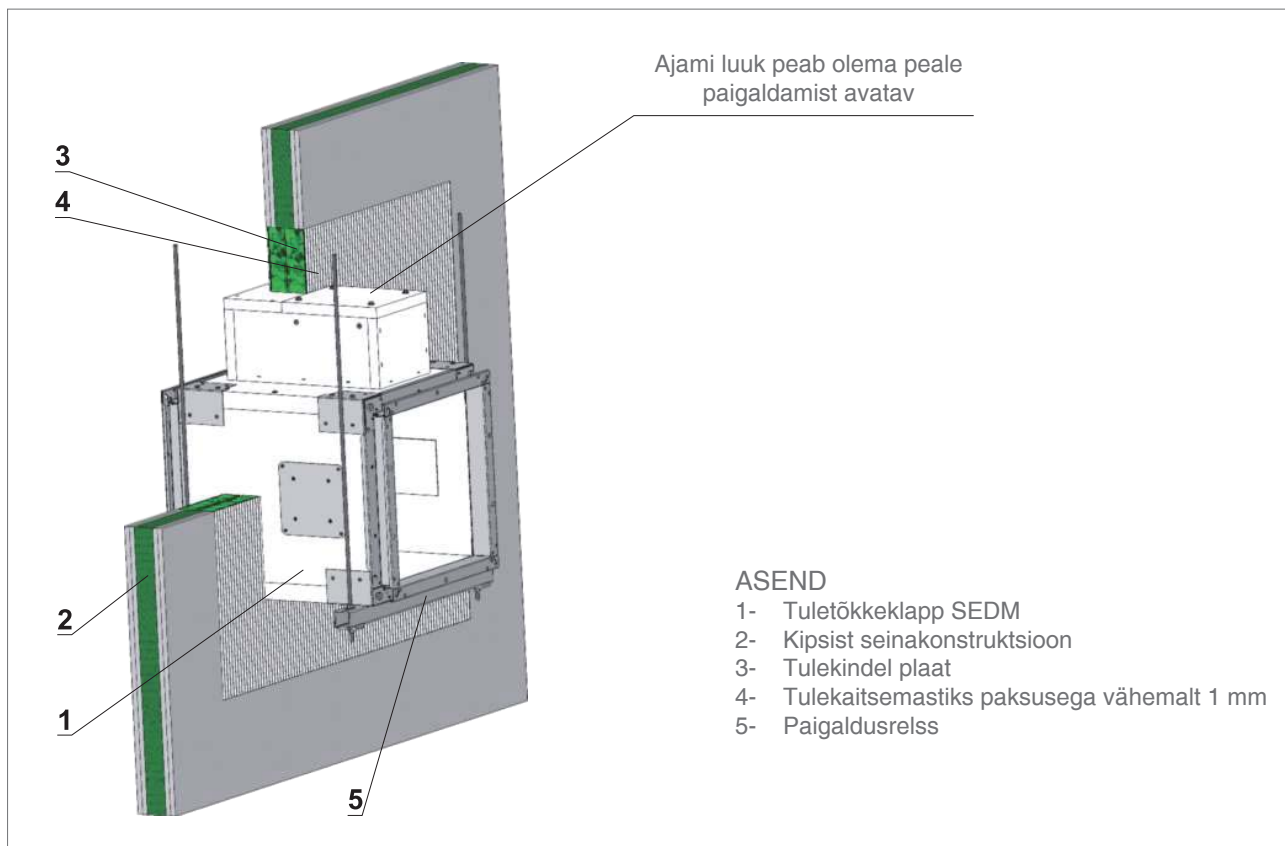 Ajami luuk peab olema peale
paigaldamist avatav
3
4
2
1
5
ASEND
1- Tuletõkkeklapp SEDM
2- Kipsist seinakonstruktsioon
3- Tulekindel plaat
4- Tulekaitsemastiks paksusega vähemalt 1 mm
5- Paigaldusrelss